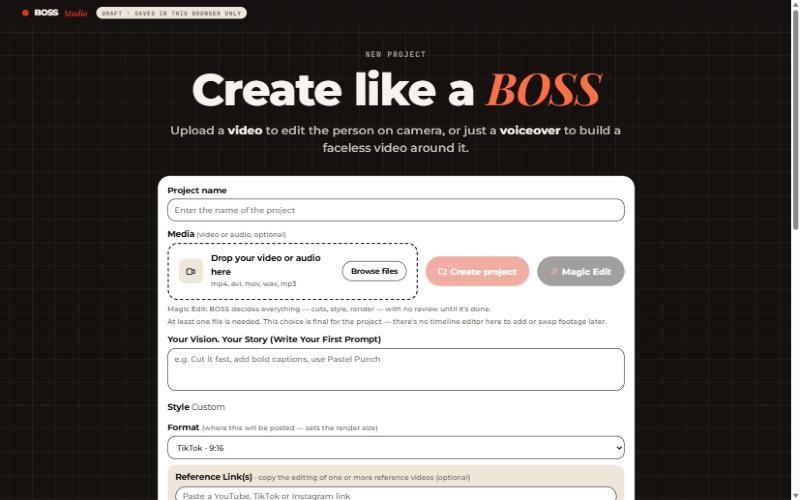 BOSS Studio DRAFT · SAVES IN THIS BROWSER ONLY
NEW PROJECT
Create like a BOSS
Upload a video to edit the person on camera, or just a voiceover to build a
faceless video around it.
Project name
Enter the name of the project
Media (video or audio, optional)
Drop your video or audio
here
mp4, avi, mov, wav, mp3
Browse files
Create project
Magic Edit
Magic Edit: BOSS decides everything — cuts, style, render — with no review until it's done.
At least one file is needed. This choice is final for the project — there's no timeline editor here to add or swap footage later.
Your Vision. Your Story (Write Your First Prompt)
e.g. Cut it fast, add bold captions, use Pastel Punch
Style Custom
Format (where this will be posted — sets the render size)
TikTok · 9:16
Reference Link(s) · copy the editing of one or more reference videos (optional)
Paste a YouTube, TikTok or Instagram link